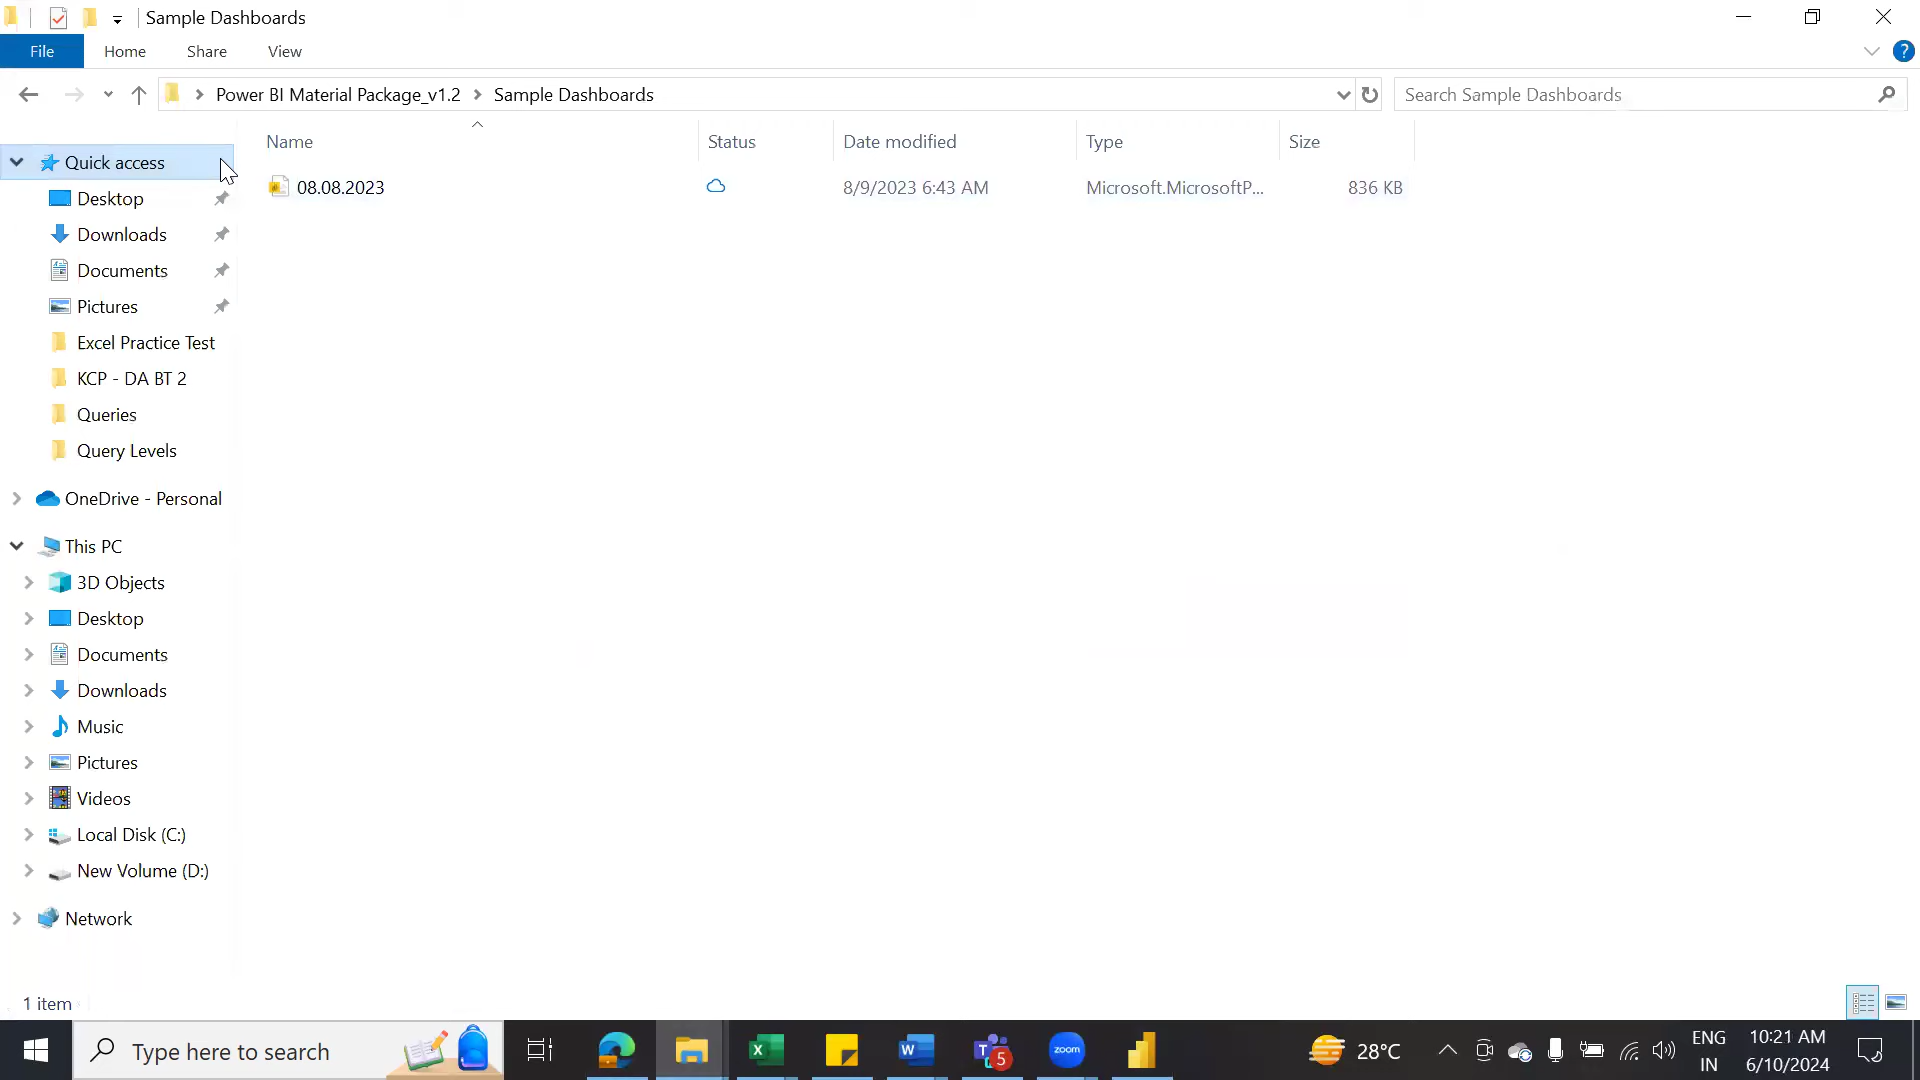 Sample Dashboards
File Home Share View
Power BI Material Package_v1.2 Sample Dashboards
Search Sample Dashboards
Name Status Date modified Type Size
08.08.2023 8/9/2023 6:43 AM Microsoft.MicrosoftP... 836 KB
Quick access
Desktop
Downloads
Documents
Pictures
Excel Practice Test
KCP - DA BT 2
Queries
Query Levels
OneDrive - Personal
This PC
3D Objects
Desktop
Documents
Downloads
Music
Pictures
Videos
Local Disk (C:)
New Volume (D:)
Network
1 item
Type here to search
5
zoom
28°C
ENG
IN
10:21 AM
6/10/2024